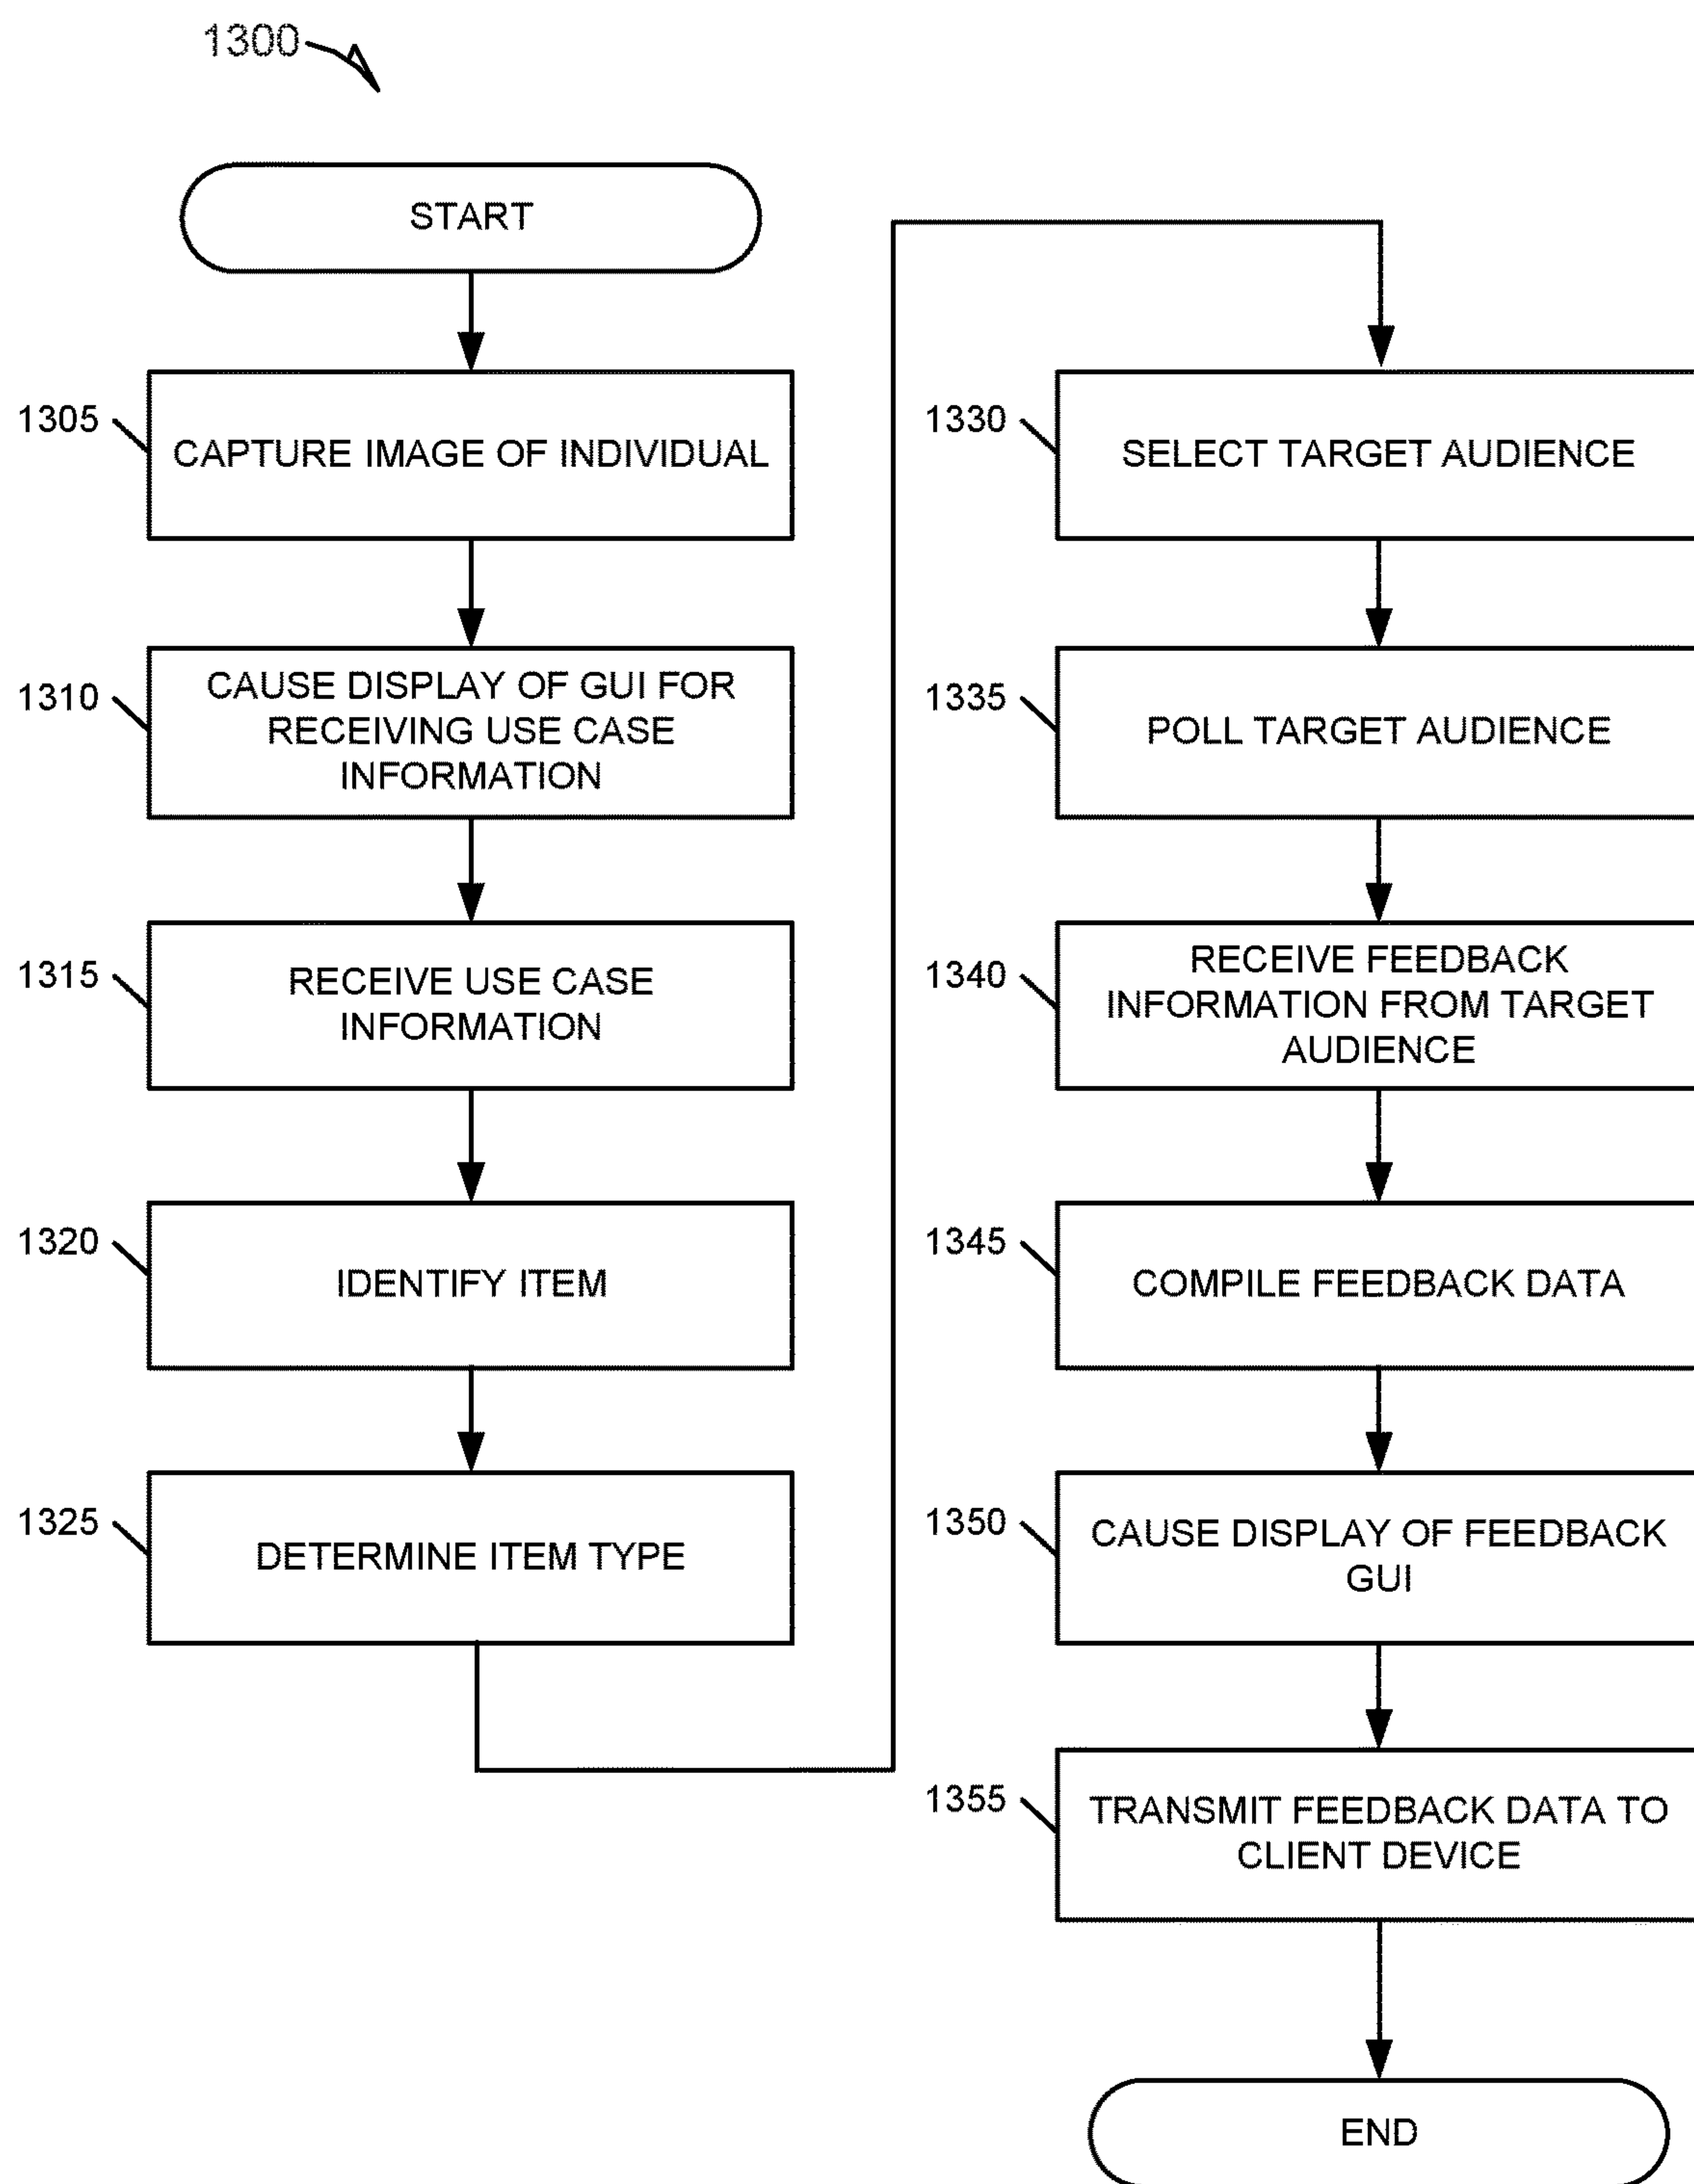 1300
START
1305
CAPTURE IMAGE OF INDIVIDUAL
1310
CAUSE DISPLAY OF GUI FOR
RECEIVING USE CASE
INFORMATION
1315
RECEIVE USE CASE
INFORMATION
1320
IDENTIFY ITEM
1325
DETERMINE ITEM TYPE
1330
SELECT TARGET AUDIENCE
1335
POLL TARGET AUDIENCE
1340
RECEIVE FEEDBACK
INFORMATION FROM TARGET
AUDIENCE
1345
COMPILE FEEDBACK DATA
1350
CAUSE DISPLAY OF FEEDBACK
GUI
1355
TRANSMIT FEEDBACK DATA TO
CLIENT DEVICE
END